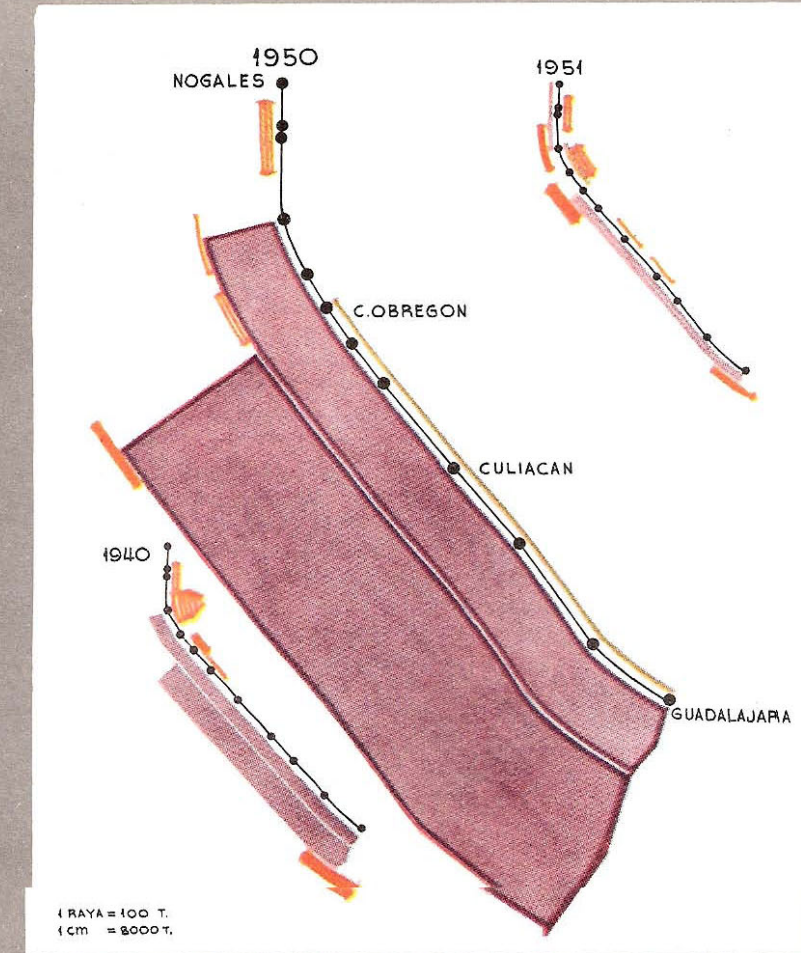 1950
NOGALES
1951
C.OBREGON
CULIACAN
1940
GUADALAJARA
1 RAYA = 100 T.
1 CM = 8000 T.